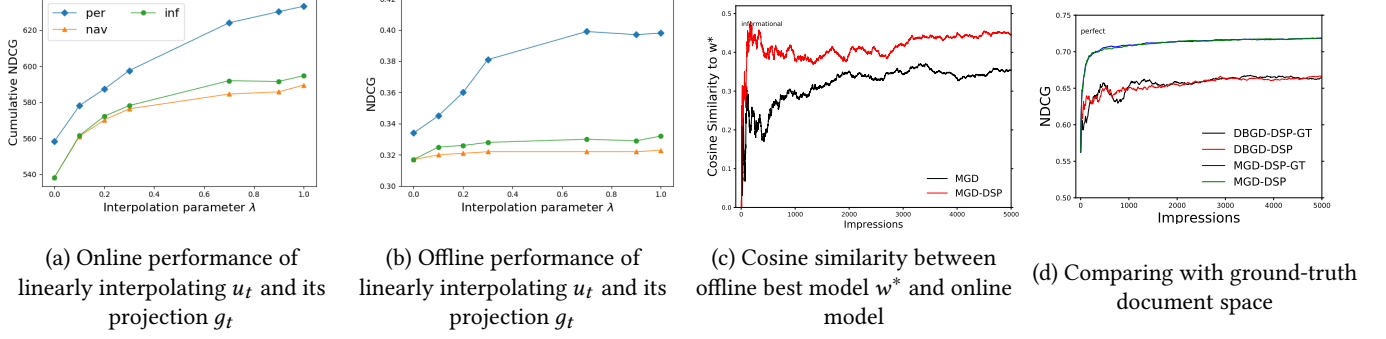 per
inf
nav
620
600
580
560
540
Cumulative NDCG
0.0 0.2 0.4 0.6 0.8 1.0
Interpolation parameter λ
(a) Online performance of
linearly interpolating u_t and its
projection g_t
0.40
0.38
0.36
0.34
0.32
0.30
NDCG
0.0 0.2 0.4 0.6 0.8 1.0
Interpolation parameter λ
(b) Offline performance of
linearly interpolating u_t and its
projection g_t
informational
0.5
0.4
0.3
0.2
0.1
0.0
Cosine Similarity to w*
MGD
MGD-DSP
0 1000 2000 3000 4000 5000
Impressions
(c) Cosine similarity between
offline best model w* and online
model
perfect
0.75
0.70
0.65
0.60
0.55
0.50
NDCG
DBGD-DSP-GT
DBGD-DSP
MGD-DSP-GT
MGD-DSP
0 1000 2000 3000 4000 5000
Impressions
(d) Comparing with ground-truth
document space